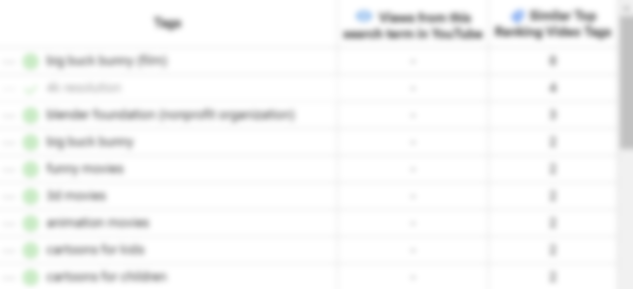 Tags
Views from this
search term in YouTube
Similar Top
Ranking Video Tags
big buck bunny (film) -
4k resolution - 4
blender foundation (nonprofit organization) - 3
big buck bunny - 2
funny movies - 2
3d movies - 2
animation movies - 2
cartoons for kids - 2
cartoons for children - 2